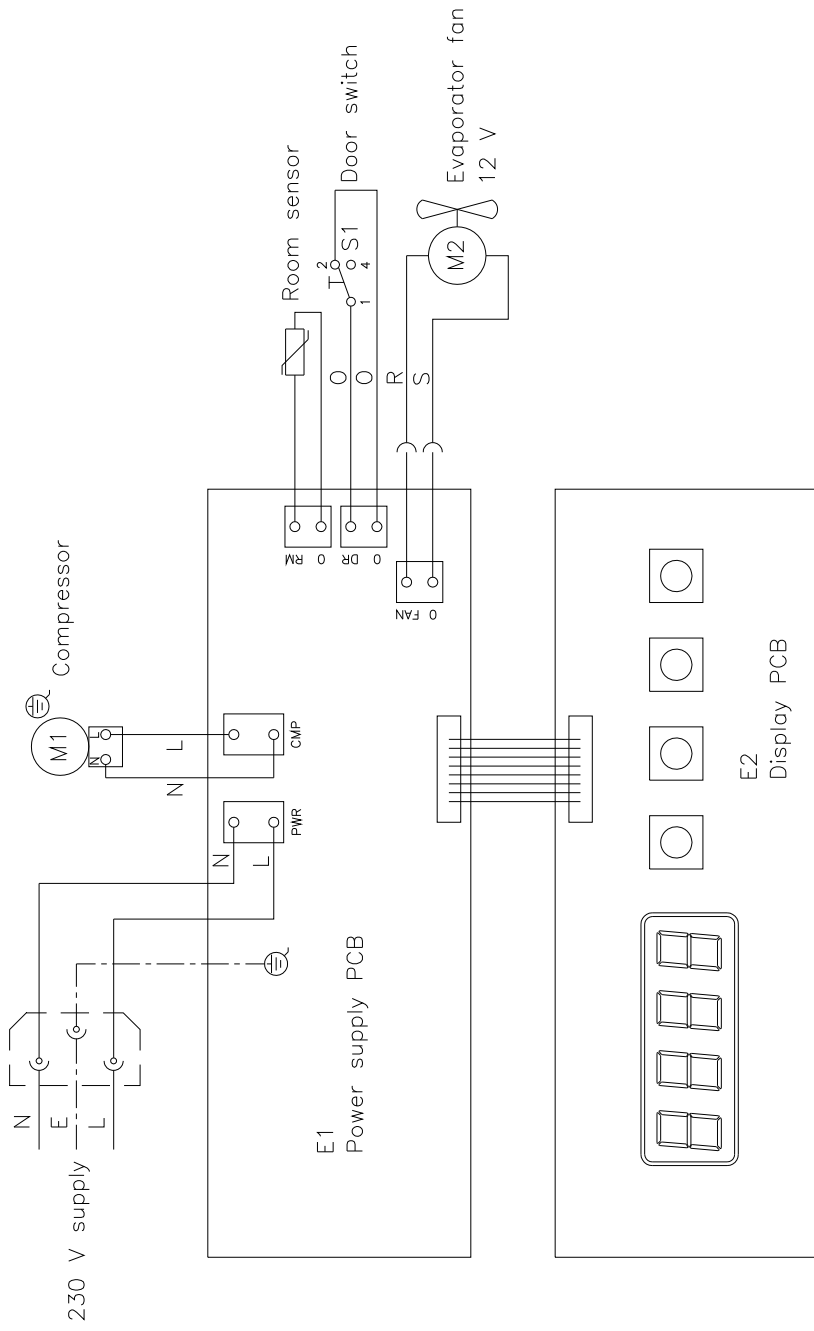 230 V supply
N
E
L
N
L
PWR
M1
N
L
Compressor
N
L
CMP
E1
Power supply PCB
RM
0
Room sensor
DR
0
O
O
1
2
4
S1
Door switch
FAN
0
R
S
M2
Evaporator fan
12 V
E2
Display PCB